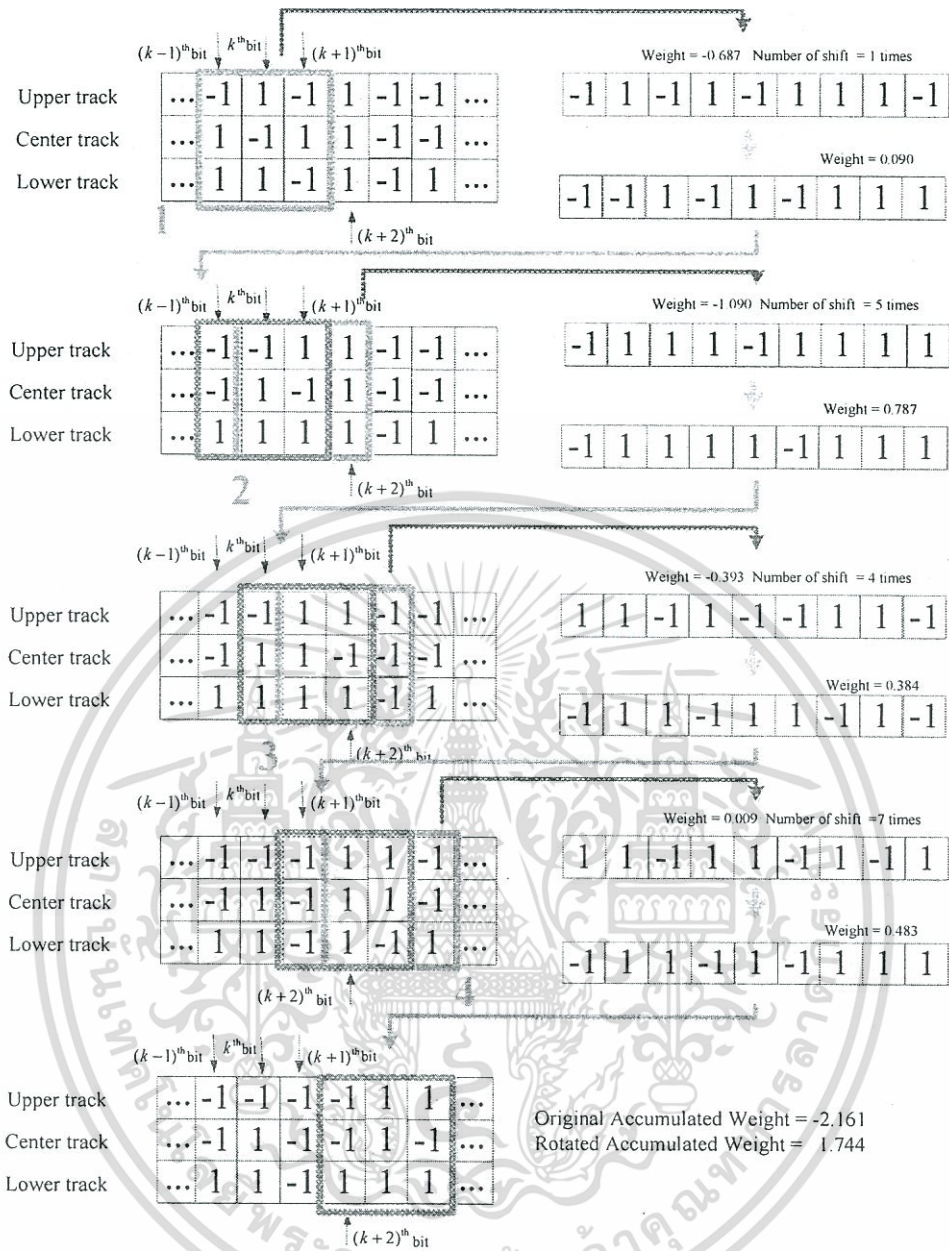 (k−1)th bit kth bit (k+1)th bit
Weight = -0.687 Number of shift = 1 times
Upper track ... -1 1 -1 1 -1 -1 ... -1 1 -1 1 -1 1 1 1 -1
Center track ... 1 -1 1 1 -1 -1 ...
Weight = 0.090
Lower track ... 1 1 -1 1 -1 1 ... -1 -1 1 -1 1 -1 1 1 1
1
(k+2)th bit
(k−1)th bit kth bit (k+1)th bit
Weight = -1.090 Number of shift = 5 times
Upper track ... -1 -1 1 1 -1 -1 ... -1 1 1 1 -1 1 1 1 1
Center track ... -1 1 -1 1 -1 -1 ...
Weight = 0.787
Lower track ... 1 1 1 1 -1 1 ... -1 1 1 1 1 -1 1 1 1
2
(k+2)th bit
(k−1)th bit kth bit (k+1)th bit
Weight = -0.393 Number of shift = 4 times
Upper track ... -1 -1 1 1 -1 -1 ... 1 1 -1 1 -1 -1 1 1 -1
Center track ... -1 1 1 -1 -1 -1 ...
Weight = 0.384
Lower track ... 1 1 1 1 -1 1 ... -1 1 1 -1 1 1 -1 1 -1
3
(k+2)th bit
(k−1)th bit kth bit (k+1)th bit
Weight = 0.009 Number of shift =7 times
Upper track ... -1 -1 -1 1 1 -1 ... 1 1 -1 1 1 -1 1 -1 1
Center track ... -1 1 -1 1 1 -1 ...
Weight = 0.483
Lower track ... 1 1 -1 1 -1 1 ... -1 1 1 -1 1 -1 1 1 1
4
(k+2)th bit
(k−1)th bit kth bit (k+1)th bit
Upper track ... -1 -1 -1 -1 1 1 ...
Original Accumulated Weight = -2.161
Center track ... -1 1 -1 -1 1 -1 ...
Rotated Accumulated Weight = 1.744
Lower track ... 1 1 -1 1 1 1 ...
(k+2)th bit